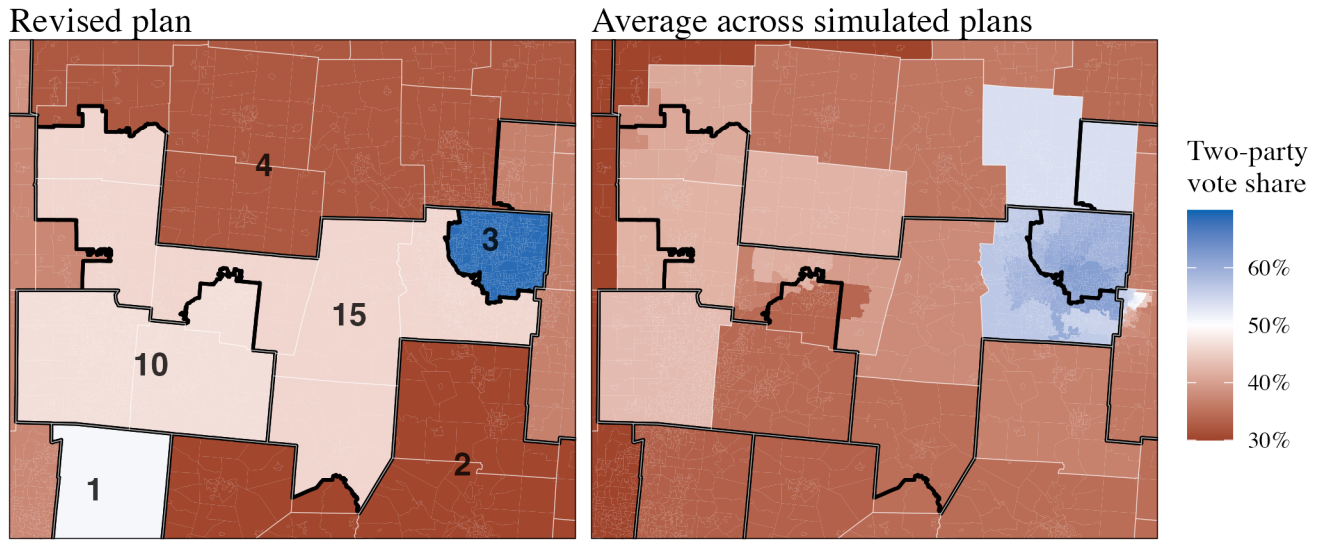 Revised plan
Average across simulated plans
4
3
15
10
2
1
Two-party
vote share
60%
50%
40%
30%